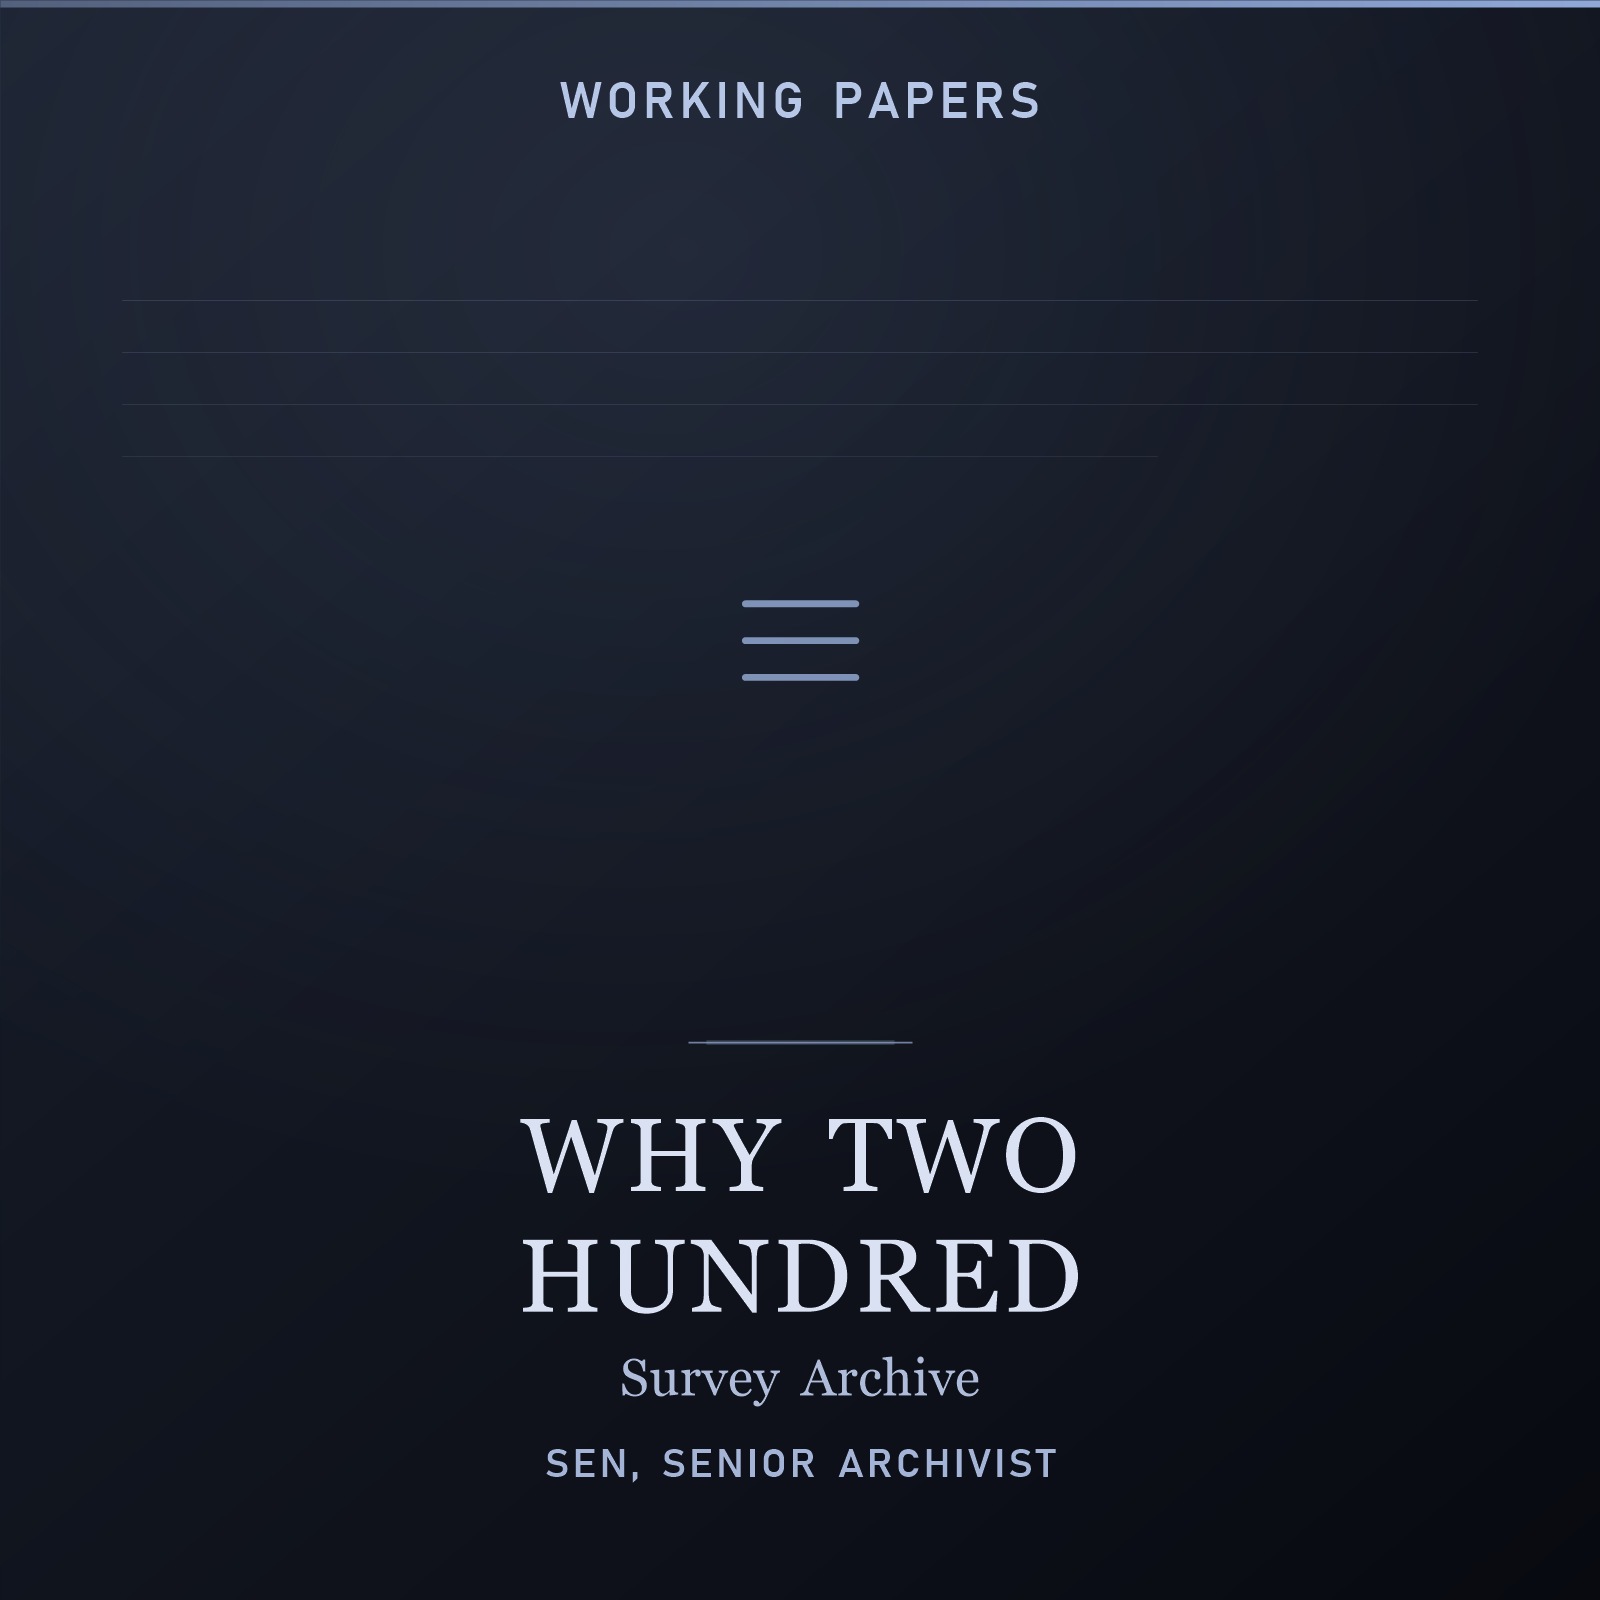 WORKING PAPERS
WHY TWO
HUNDRED
Survey Archive
SEN, SENIOR ARCHIVIST